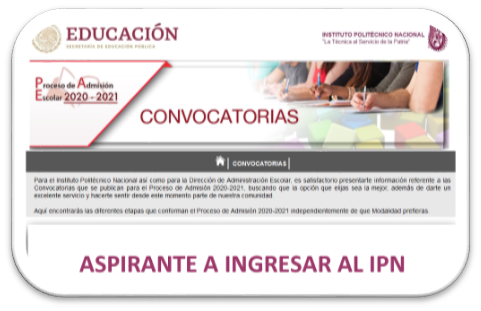 EDUCACIÓN
SECRETARÍA DE EDUCACIÓN PÚBLICA
INSTITUTO POLITÉCNICO NACIONAL
"La Técnica al Servicio de la Patria"
Proceso de Admisión
Escolar 2020 - 2021
CONVOCATORIAS
CONVOCATORIAS
Para el Instituto Politécnico Nacional así como para la Dirección de Administración Escolar, es satisfactorio presentarte información referente a las
Convocatorias que se publican para el Proceso de Admisión 2020-2021, buscando que la opción que elijas sea la mejor, además de darte un
excelente servicio y hacerte sentir desde este momento parte de nuestra comunidad.
Aquí encontrarás las diferentes etapas que conforman el Proceso de Admisión 2020-2021 independientemente de que Modalidad prefieras.
ASPIRANTE A INGRESAR AL IPN